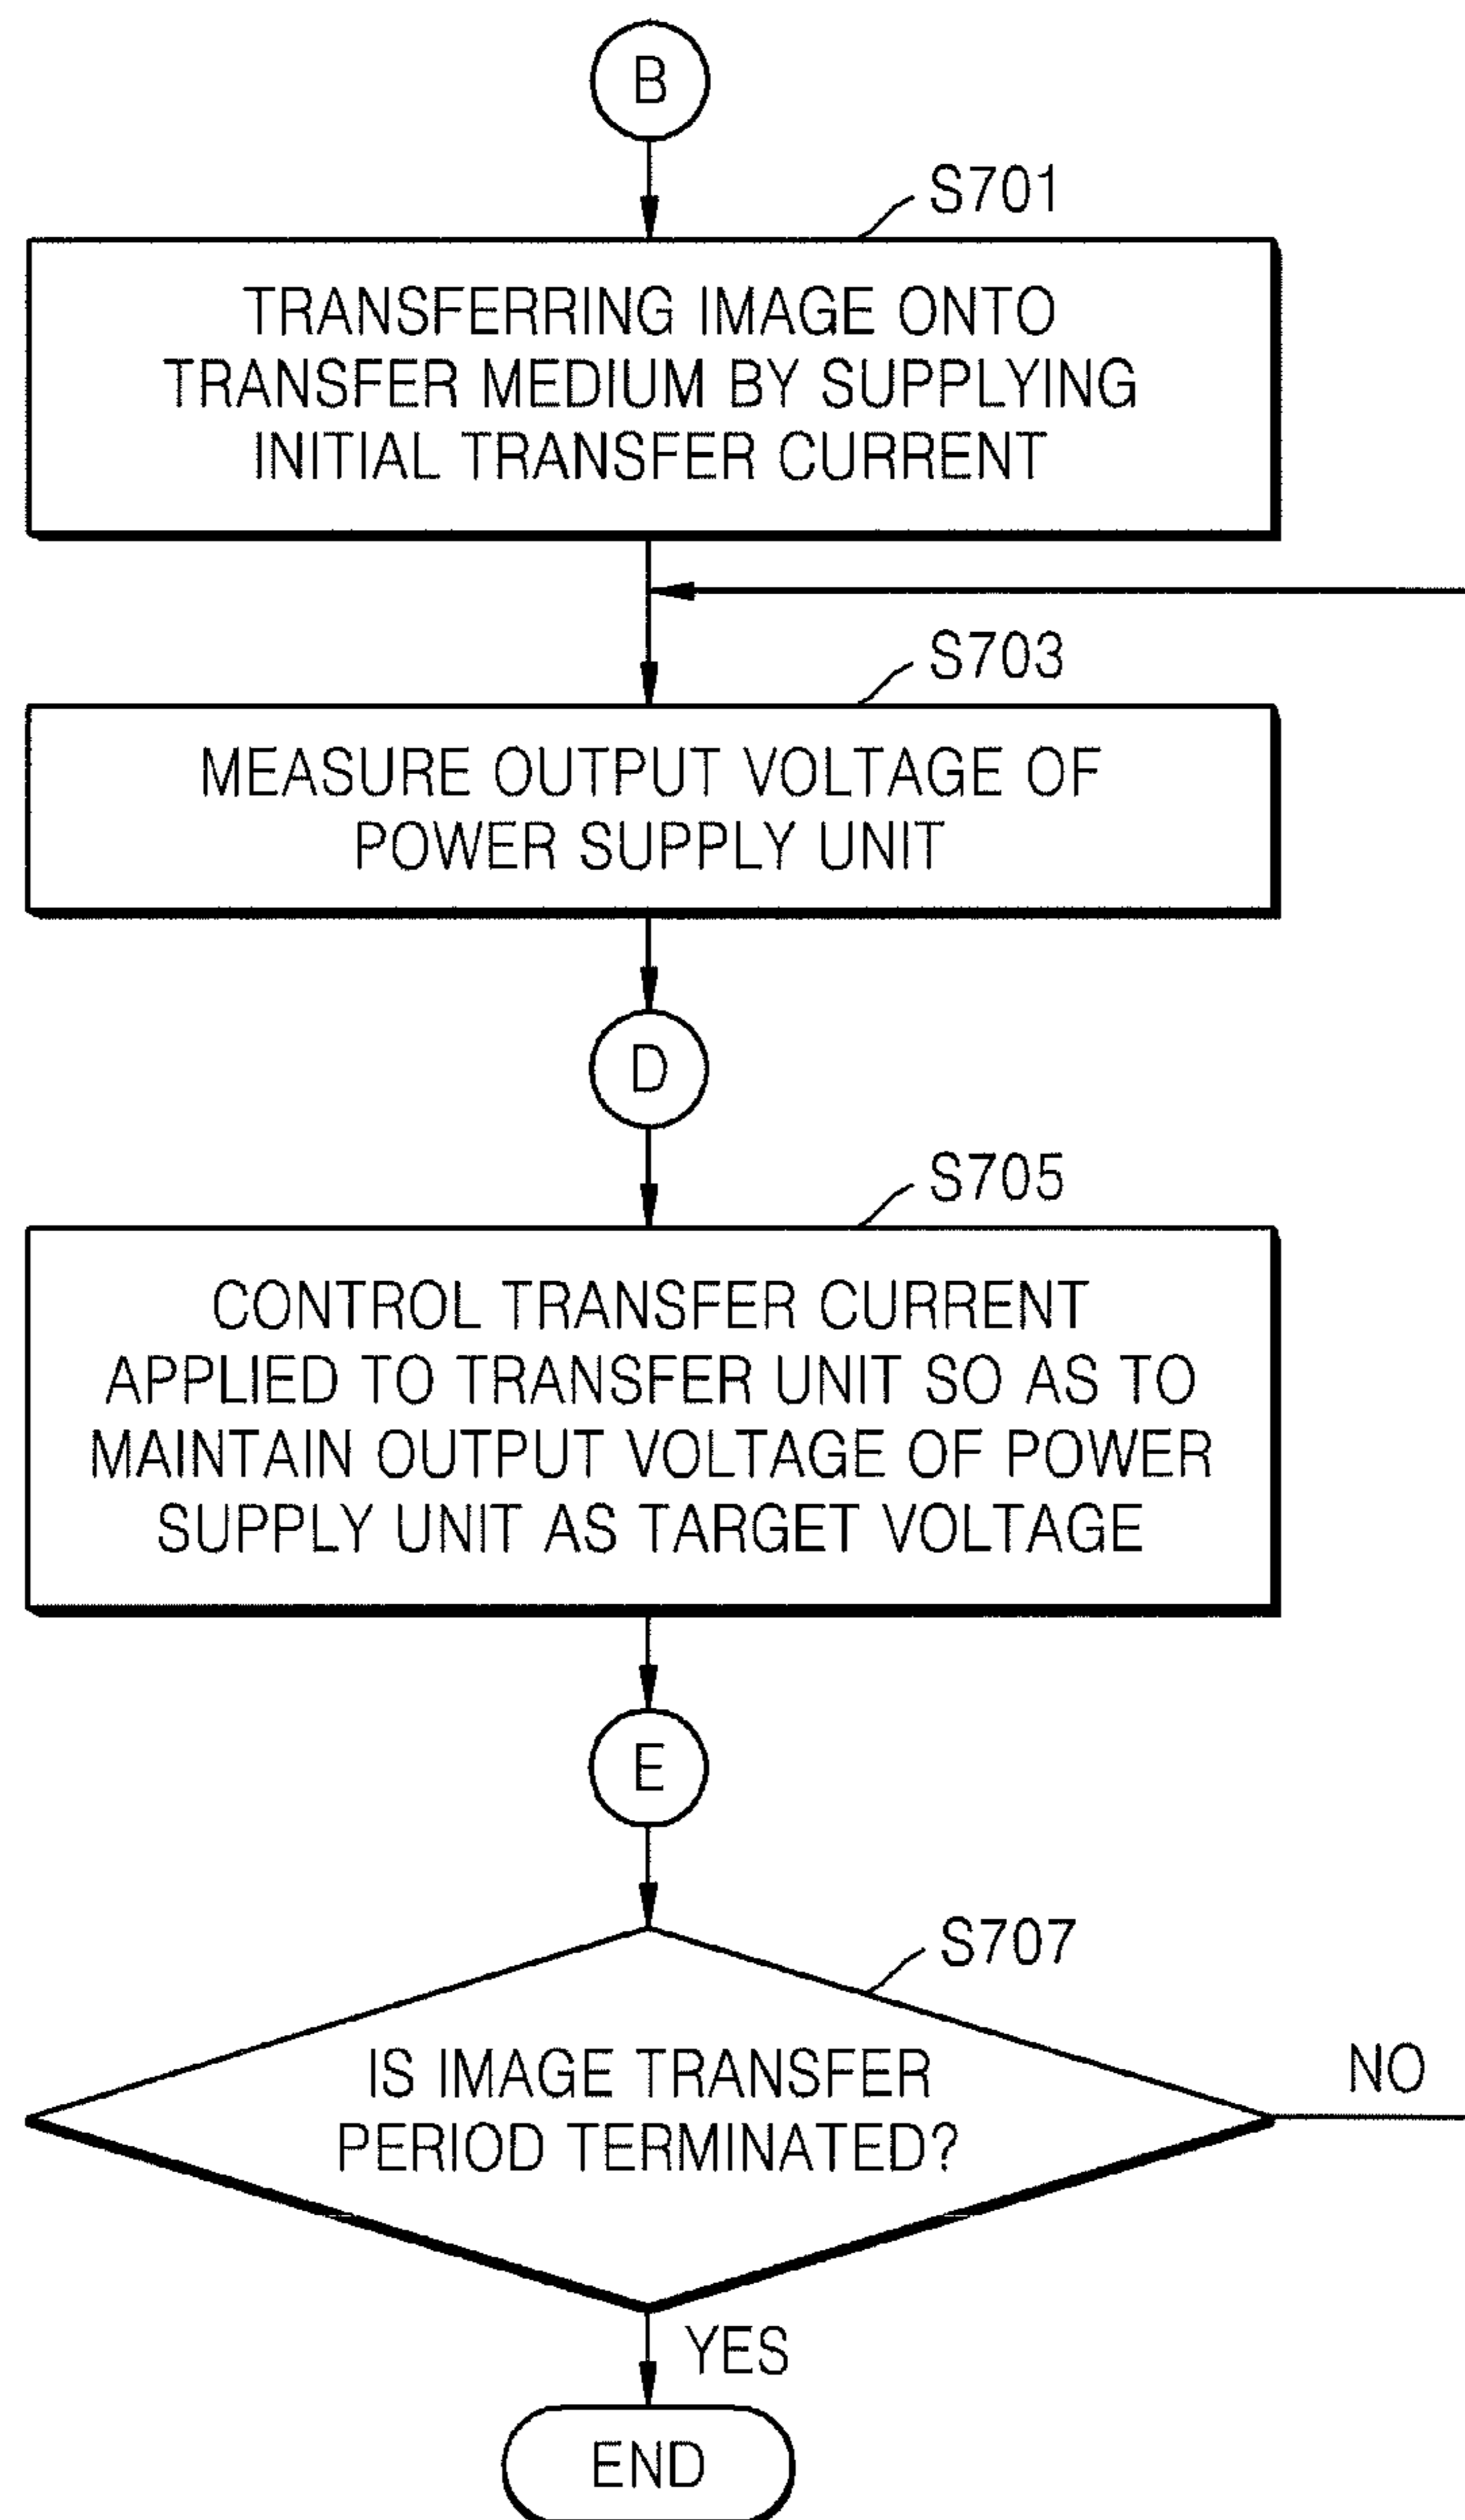 B
S701
TRANSFERRING IMAGE ONTO
TRANSFER MEDIUM BY SUPPLYING
INITIAL TRANSFER CURRENT
S703
MEASURE OUTPUT VOLTAGE OF
POWER SUPPLY UNIT
D
S705
CONTROL TRANSFER CURRENT
APPLIED TO TRANSFER UNIT SO AS TO
MAINTAIN OUTPUT VOLTAGE OF POWER
SUPPLY UNIT AS TARGET VOLTAGE
E
S707
IS IMAGE TRANSFER
PERIOD TERMINATED?
NO
YES
END